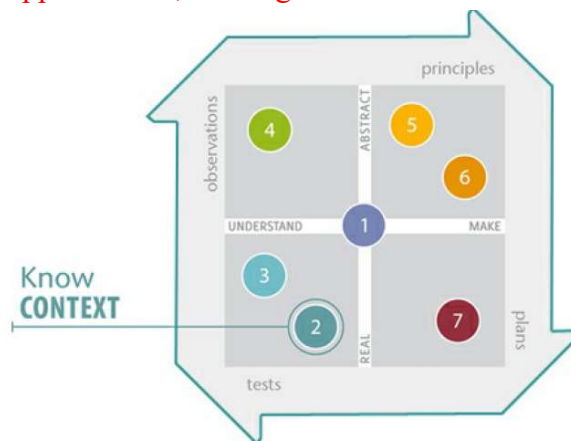 principles
observations
ABSTRACT
4
5
6
UNDERSTAND
1
MAKE
Know
CONTEXT
3
2
7
REAL
plans
tests